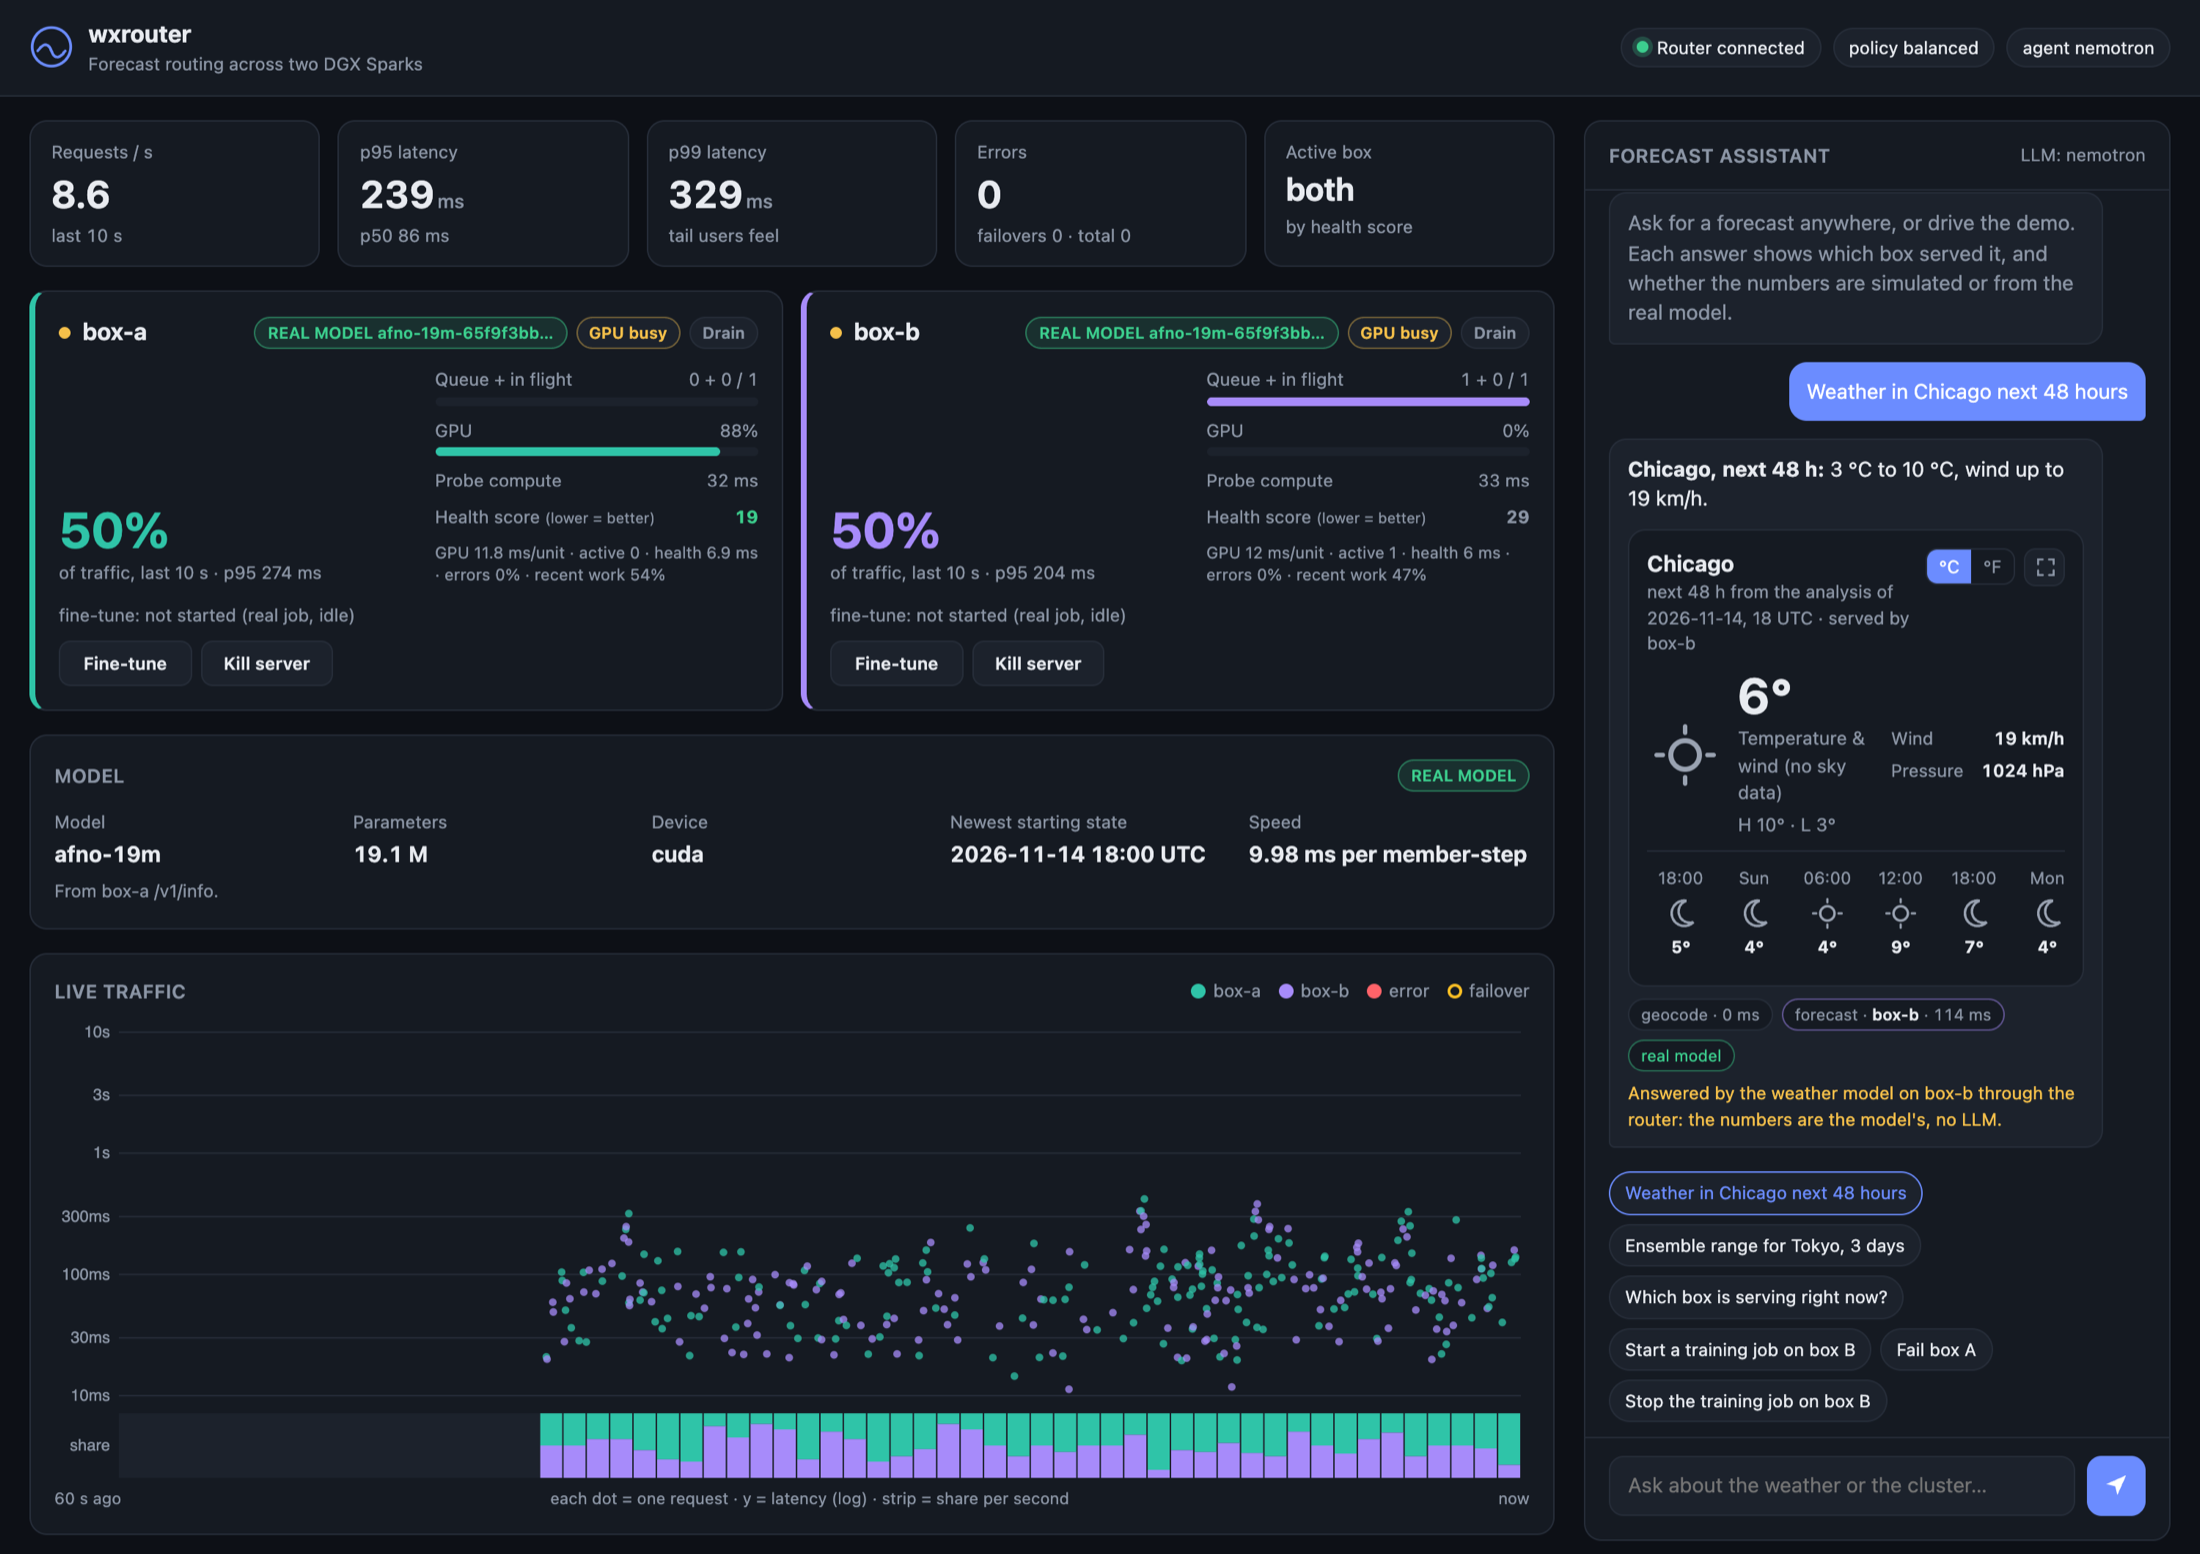 wxrouter
Forecast routing across two DGX Sparks
Router connected
policy balanced
agent nemotron
Requests / s
8.6
last 10 s
p95 latency
239 ms
p50 86 ms
p99 latency
329 ms
tail users feel
Errors
0
failovers 0 · total 0
Active box
both
by health score
box-a
REAL MODEL afno-19m-65f9f3bb...
GPU busy
Drain
Queue + in flight 0 + 0 / 1
GPU 88%
Probe compute 32 ms
Health score (lower = better) 19
GPU 11.8 ms/unit · active 0 · health 6.9 ms
· errors 0% · recent work 54%
50%
of traffic, last 10 s · p95 274 ms
fine-tune: not started (real job, idle)
Fine-tune
Kill server
box-b
REAL MODEL afno-19m-65f9f3bb...
GPU busy
Drain
Queue + in flight 1 + 0 / 1
GPU 0%
Probe compute 33 ms
Health score (lower = better) 29
GPU 12 ms/unit · active 1 · health 6 ms ·
errors 0% · recent work 47%
50%
of traffic, last 10 s · p95 204 ms
fine-tune: not started (real job, idle)
Fine-tune
Kill server
MODEL
REAL MODEL
Model
afno-19m
Parameters
19.1 M
Device
cuda
Newest starting state
2026-11-14 18:00 UTC
Speed
9.98 ms per member-step
From box-a /v1/info.
LIVE TRAFFIC
box-a
box-b
error
failover
10s
3s
1s
300ms
100ms
30ms
10ms
share
60 s ago
each dot = one request · y = latency (log) · strip = share per second
now
FORECAST ASSISTANT
LLM: nemotron
Ask for a forecast anywhere, or drive the demo.
Each answer shows which box served it, and
whether the numbers are simulated or from the
real model.
Weather in Chicago next 48 hours
Chicago, next 48 h: 3 °C to 10 °C, wind up to
19 km/h.
Chicago
°C
°F
next 48 h from the analysis of
2026-11-14, 18 UTC · served by
box-b
6°
Temperature &
wind (no sky
data)
H 10° · L 3°
Wind 19 km/h
Pressure 1024 hPa
18:00 Sun 06:00 12:00 18:00 Mon
5° 4° 4° 9° 7° 4°
geocode · 0 ms
forecast · box-b · 114 ms
real model
Answered by the weather model on box-b through the
router: the numbers are the model's, no LLM.
Weather in Chicago next 48 hours
Ensemble range for Tokyo, 3 days
Which box is serving right now?
Start a training job on box B
Fail box A
Stop the training job on box B
Ask about the weather or the cluster...